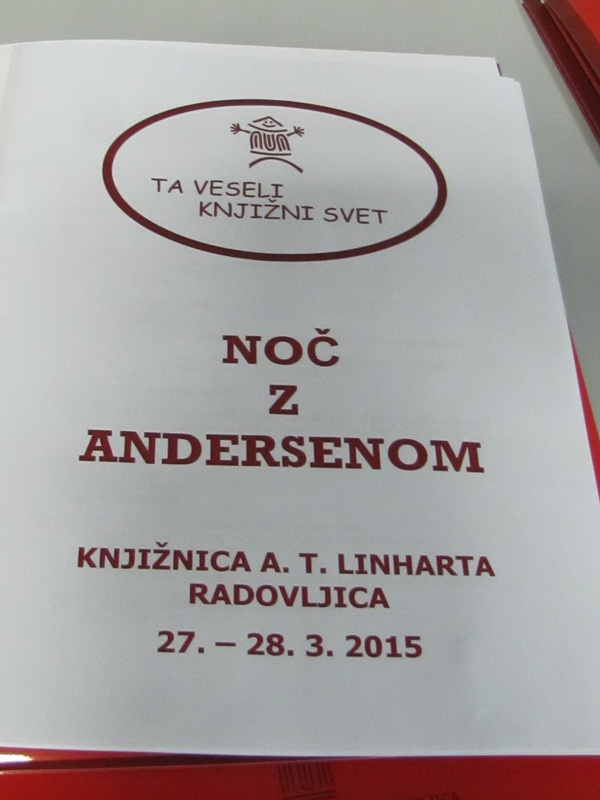 TA VESELI
KNJIŽNI SVET
NOČ
Z
ANDERSENOM
KNJIŽNICA A. T. LINHARTA
RADOVLJICA
27. – 28. 3. 2015